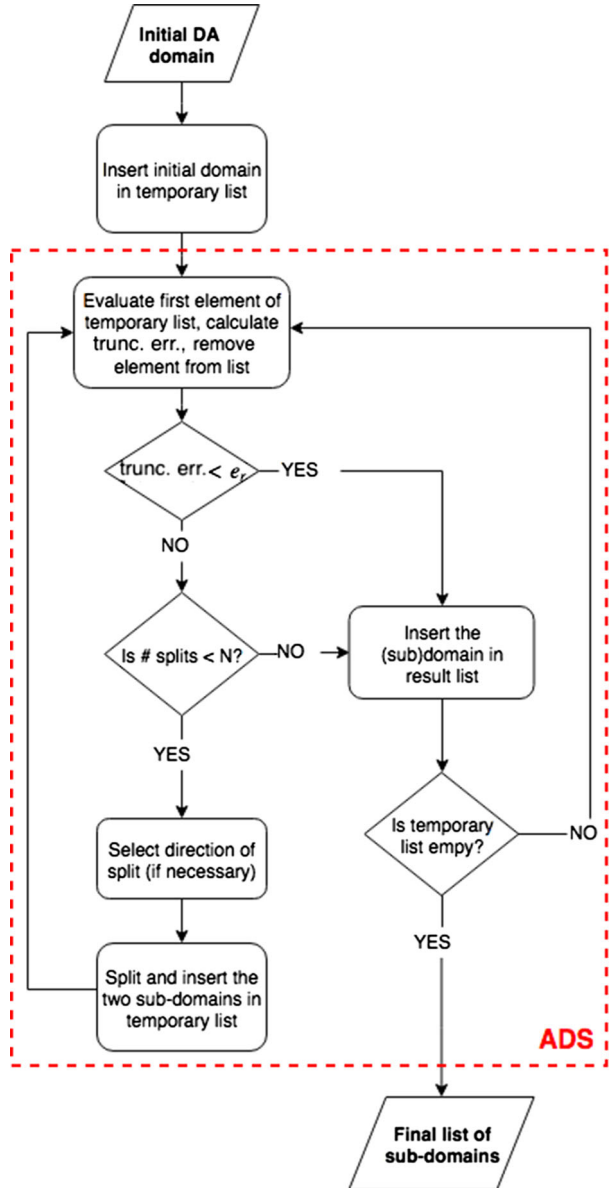 Initial DA
domain
Insert initial domain
in temporary list
Evaluate first element of
temporary list, calculate
trunc. err., remove
element from list
trunc. err. < e_r
YES
NO
Is # splits < N?
NO
Insert the
(sub)domain in
result list
YES
Select direction of
split (if necessary)
Is temporary
list empy?
NO
YES
Split and insert the
two sub-domains in
temporary list
ADS
Final list of
sub-domains